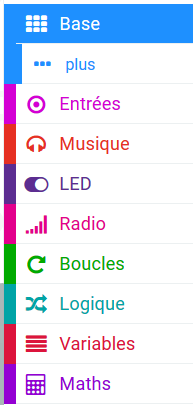 Base
plus
Entrées
Musique
LED
Radio
Boucles
Logique
Variables
Maths